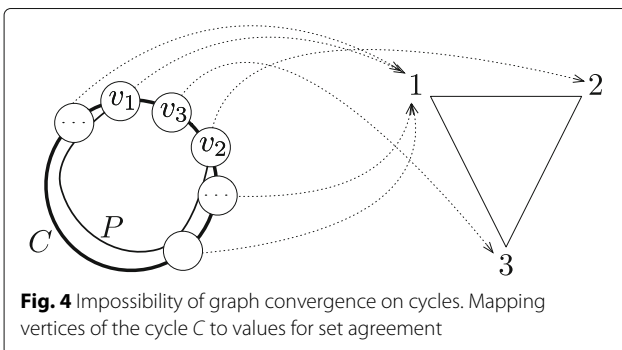 ...
v₁
v₃
v₂
...
C
P
1
2
3
Fig. 4 Impossibility of graph convergence on cycles. Mapping
vertices of the cycle C to values for set agreement